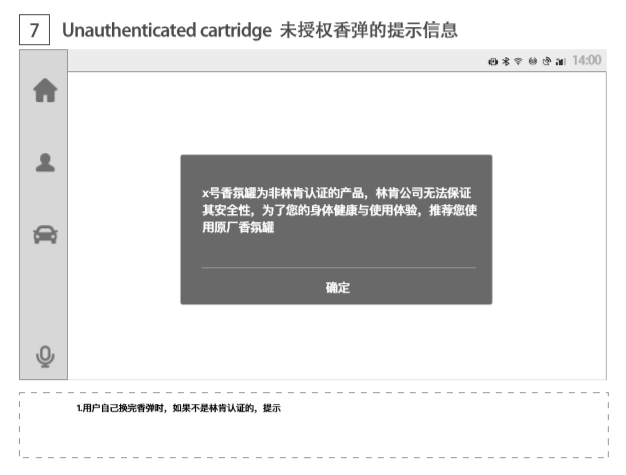 7 Unauthenticated cartridge 未授权香弹的提示信息
14:00
x号香氛罐为非林肯认证的产品，林肯公司无法保证
其安全性，为了您的身体健康与使用体验，推荐您使
用原厂香氛罐
确定
1.用户自己换完香弹时，如果不是林肯认证的，提示